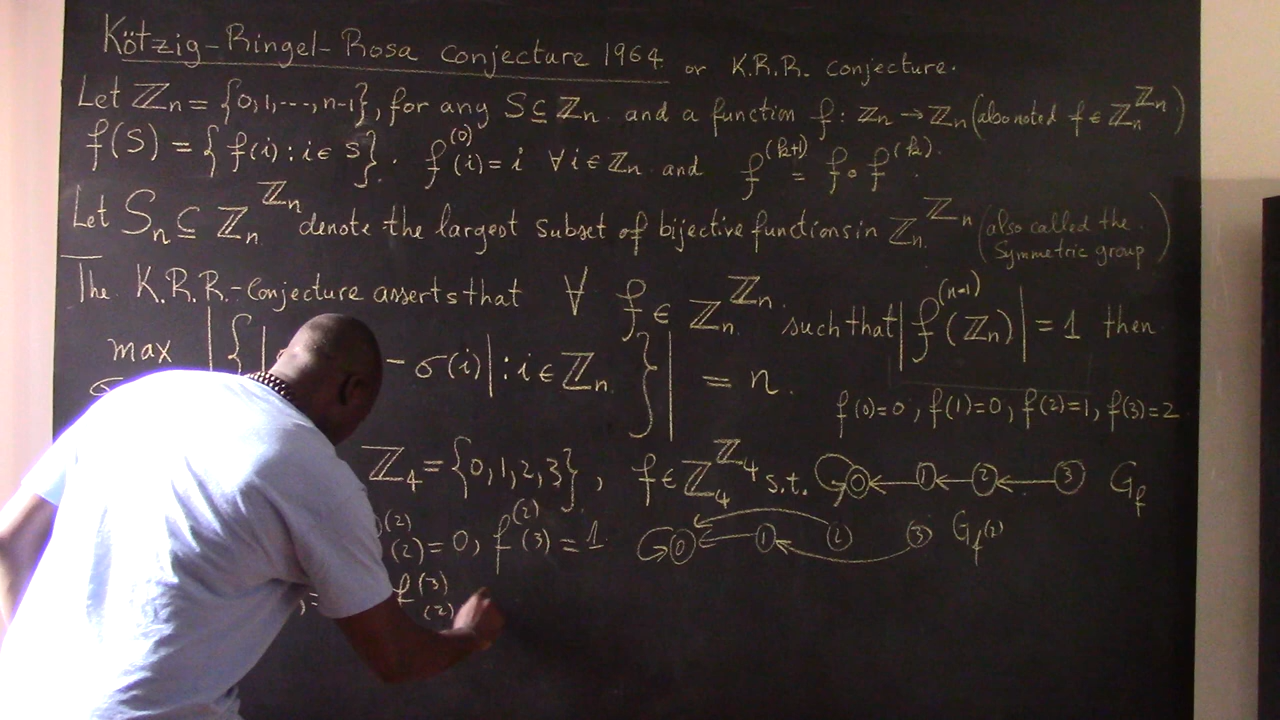 Kötzig-Ringel-Rosa conjecture 1964 or K.R.R. conjecture.
Let ℤn = {0,1,---,n-1}, for any S ⊆ ℤn and a function f: ℤn → ℤn (also noted f ∈ ℤn^ℤn)
f(S) = {f(i) : i ∈ S}. f^(0)(i) = i ∀ i ∈ ℤn and f^(k+1) = f ∘ f^(k).
Let Sn ⊆ ℤn^ℤn denote the largest subset of bijective functions in ℤn^ℤn (also called the Symmetric group)
The K.R.R.-Conjecture asserts that ∀ f ∈ ℤn^ℤn such that |f^(n-1)(ℤn)| = 1 then
max |{| - σ(i)| : i ∈ ℤn}| = n.
f(0)=0, f(1)=0, f(2)=1, f(3)=2
ℤ4 = {0,1,2,3}, f ∈ ℤ4^ℤ4 s.t. 0 ← 1 ← 2 ← 3 Gf
(2)(2) = 0, f^(2)(3) = 1 0 1 2 3 Gf^(2)
, = f^(3)(2)